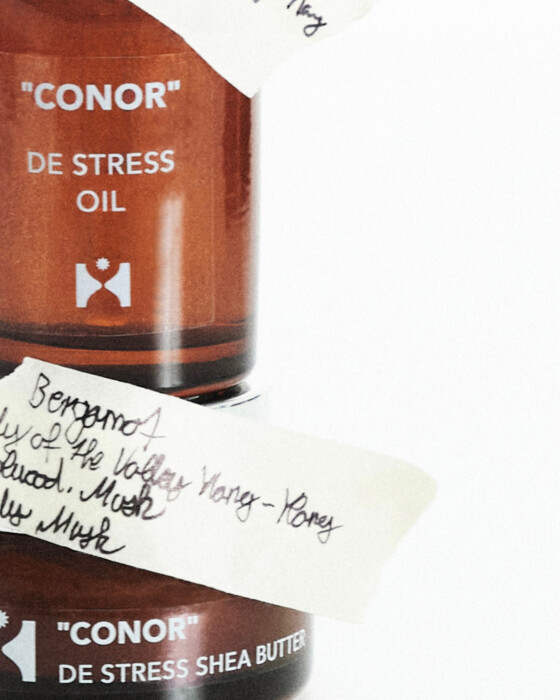 "CONOR"
DE STRESS
OIL
Bergamot
of the Valley Ylang-Ylang
Musk
Musk
"CONOR"
DE STRESS SHEA BUTTER